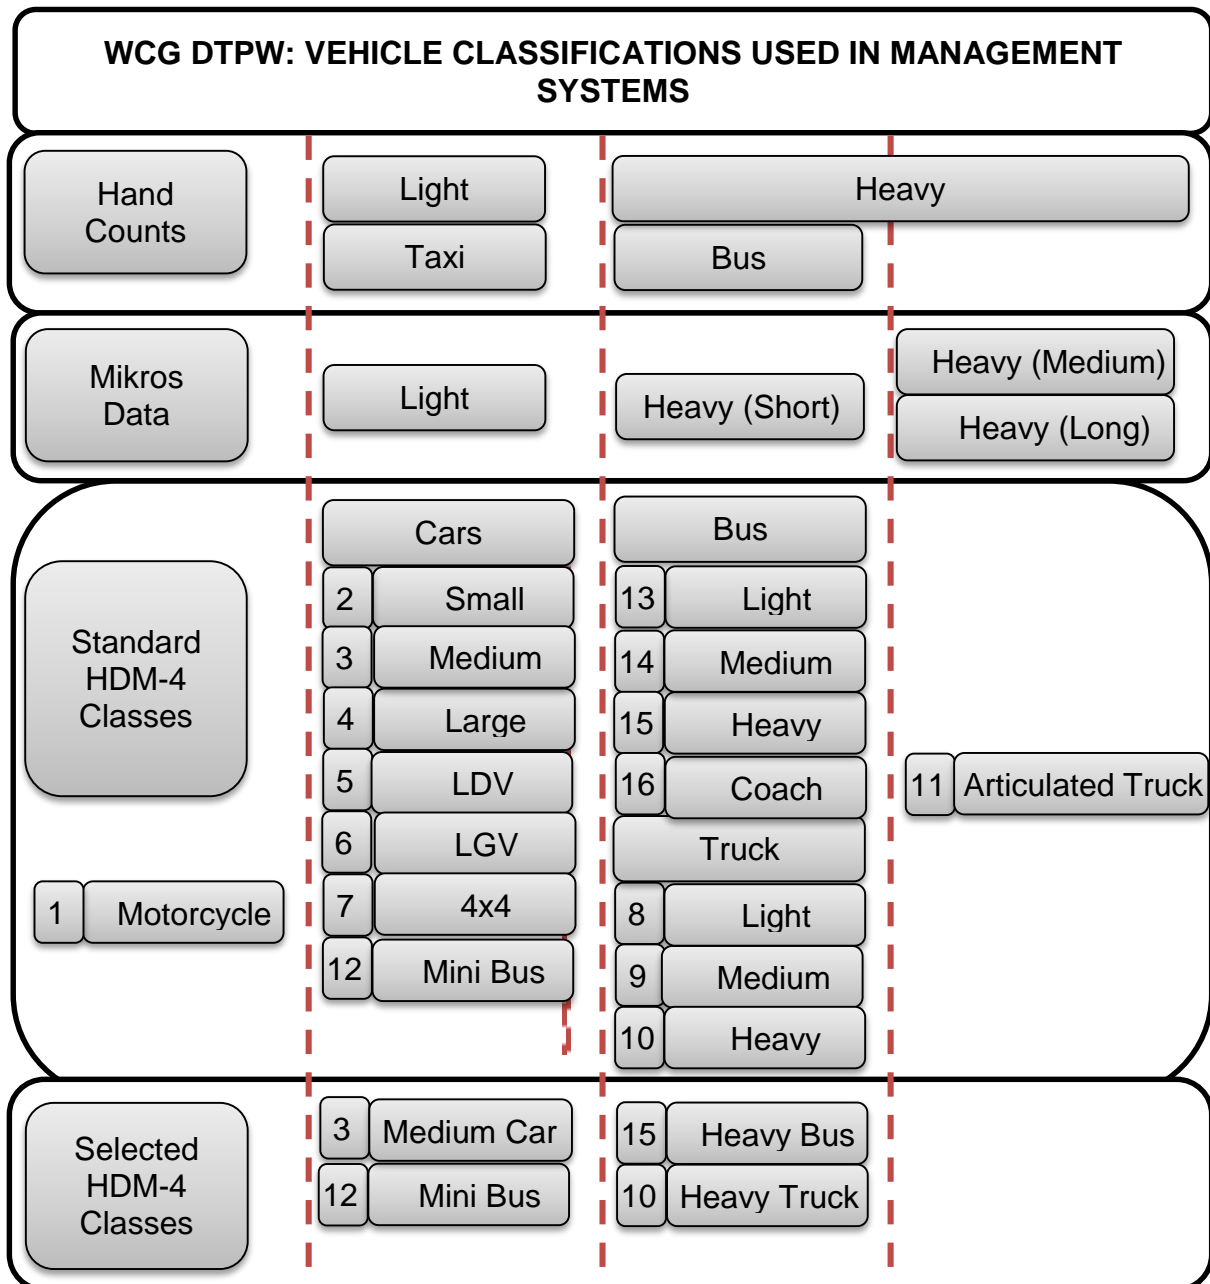 WCG DTPW: VEHICLE CLASSIFICATIONS USED IN MANAGEMENT
SYSTEMS
Hand
Counts
Light
Taxi
Heavy
Bus
Mikros
Data
Light
Heavy (Short)
Heavy (Medium)
Heavy (Long)
Standard
HDM-4
Classes
1 Motorcycle
Cars
2 Small
3 Medium
4 Large
5 LDV
6 LGV
7 4x4
12 Mini Bus
Bus
13 Light
14 Medium
15 Heavy
16 Coach
Truck
8 Light
9 Medium
10 Heavy
11 Articulated Truck
Selected
HDM-4
Classes
3 Medium Car
12 Mini Bus
15 Heavy Bus
10 Heavy Truck